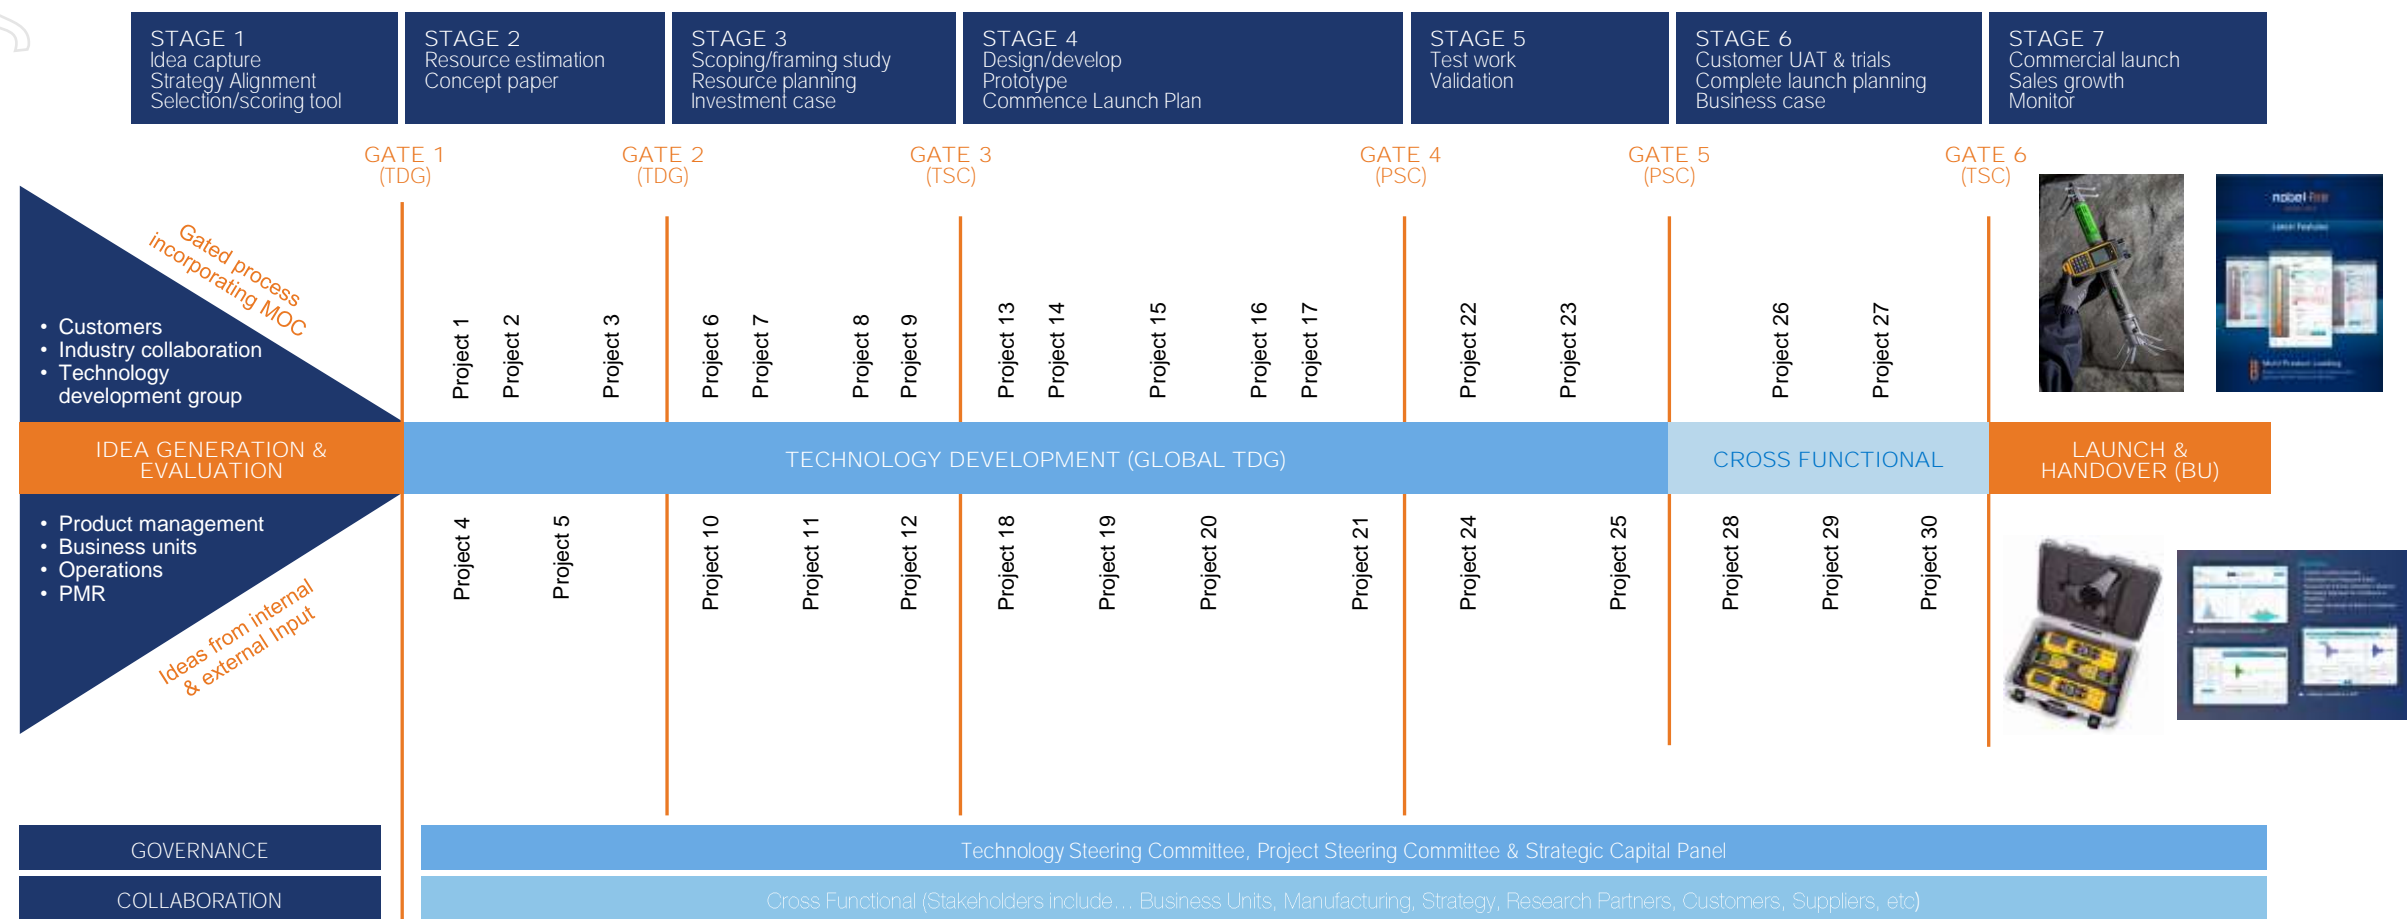 STAGE 1
Idea capture
Strategy Alignment
Selection/scoring tool
STAGE 2
Resource estimation
Concept paper
STAGE 3
Scoping/framing study
Resource planning
Investment case
STAGE 4
Design/develop
Prototype
Commence Launch Plan
STAGE 5
Test work
Validation
STAGE 6
Customer UAT & trials
Complete launch planning
Business case
STAGE 7
Commercial launch
Sales growth
Monitor
GATE 1
(TDG)
GATE 2
(TDG)
GATE 3
(TSC)
GATE 4
(PSC)
GATE 5
(PSC)
GATE 6
(TSC)
Gated process
incorporating MOC
• Customers
• Industry collaboration
• Technology
development group
Project 1
Project 2
Project 3
Project 6
Project 7
Project 8
Project 9
Project 13
Project 14
Project 15
Project 16
Project 17
Project 22
Project 23
Project 26
Project 27
nobel fire
Latest Features
IDEA GENERATION &
EVALUATION
TECHNOLOGY DEVELOPMENT (GLOBAL TDG)
CROSS FUNCTIONAL
LAUNCH &
HANDOVER (BU)
• Product management
• Business units
• Operations
• PMR
Ideas from internal
& external Input
Project 4
Project 5
Project 10
Project 11
Project 12
Project 18
Project 19
Project 20
Project 21
Project 24
Project 25
Project 28
Project 29
Project 30
GOVERNANCE
Technology Steering Committee, Project Steering Committee & Strategic Capital Panel
COLLABORATION
Cross Functional (Stakeholders include… Business Units, Manufacturing, Strategy, Research Partners, Customers, Suppliers, etc)